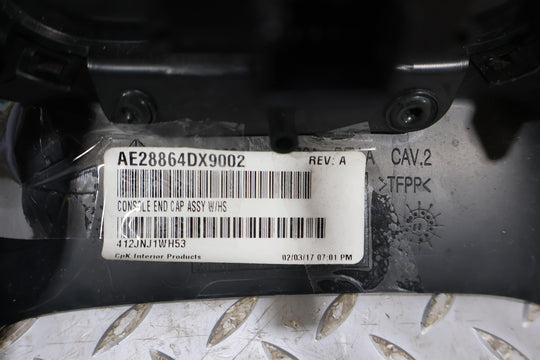 AE28864DX9002 REV: A
CONSOLE END CAP ASSY W/HS
412JNJ1WH53
CpK Interior Products 02/03/17 07:01 PM
A CAV.2
>TFPP<